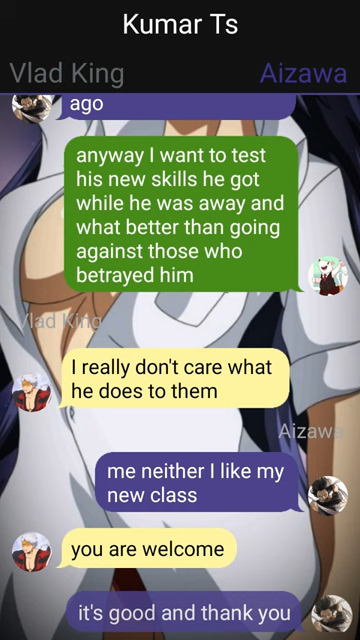 Kumar Ts
Vlad King
Aizawa
ago
anyway I want to test
his new skills he got
while he was away and
what better than going
against those who
betrayed him
Vlad King
I really don't care what
he does to them
Aizawa
me neither I like my
new class
you are welcome
it's good and thank you